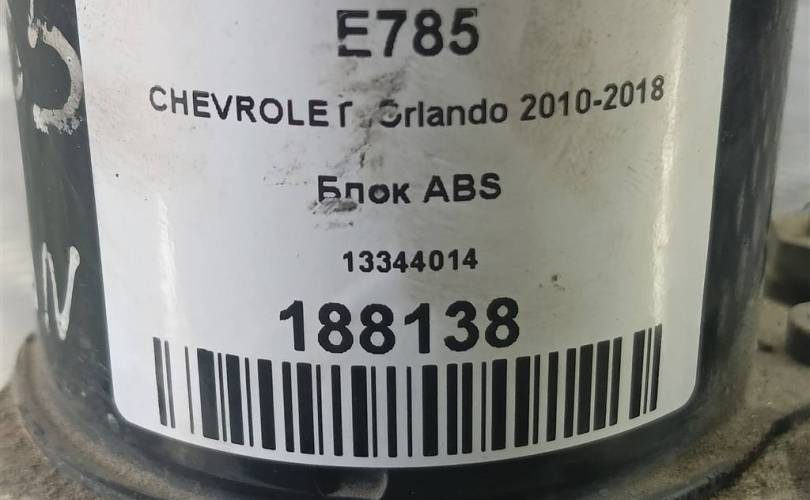 E785
CHEVROLET Orlando 2010-2018
Блок ABS
13344014
188138